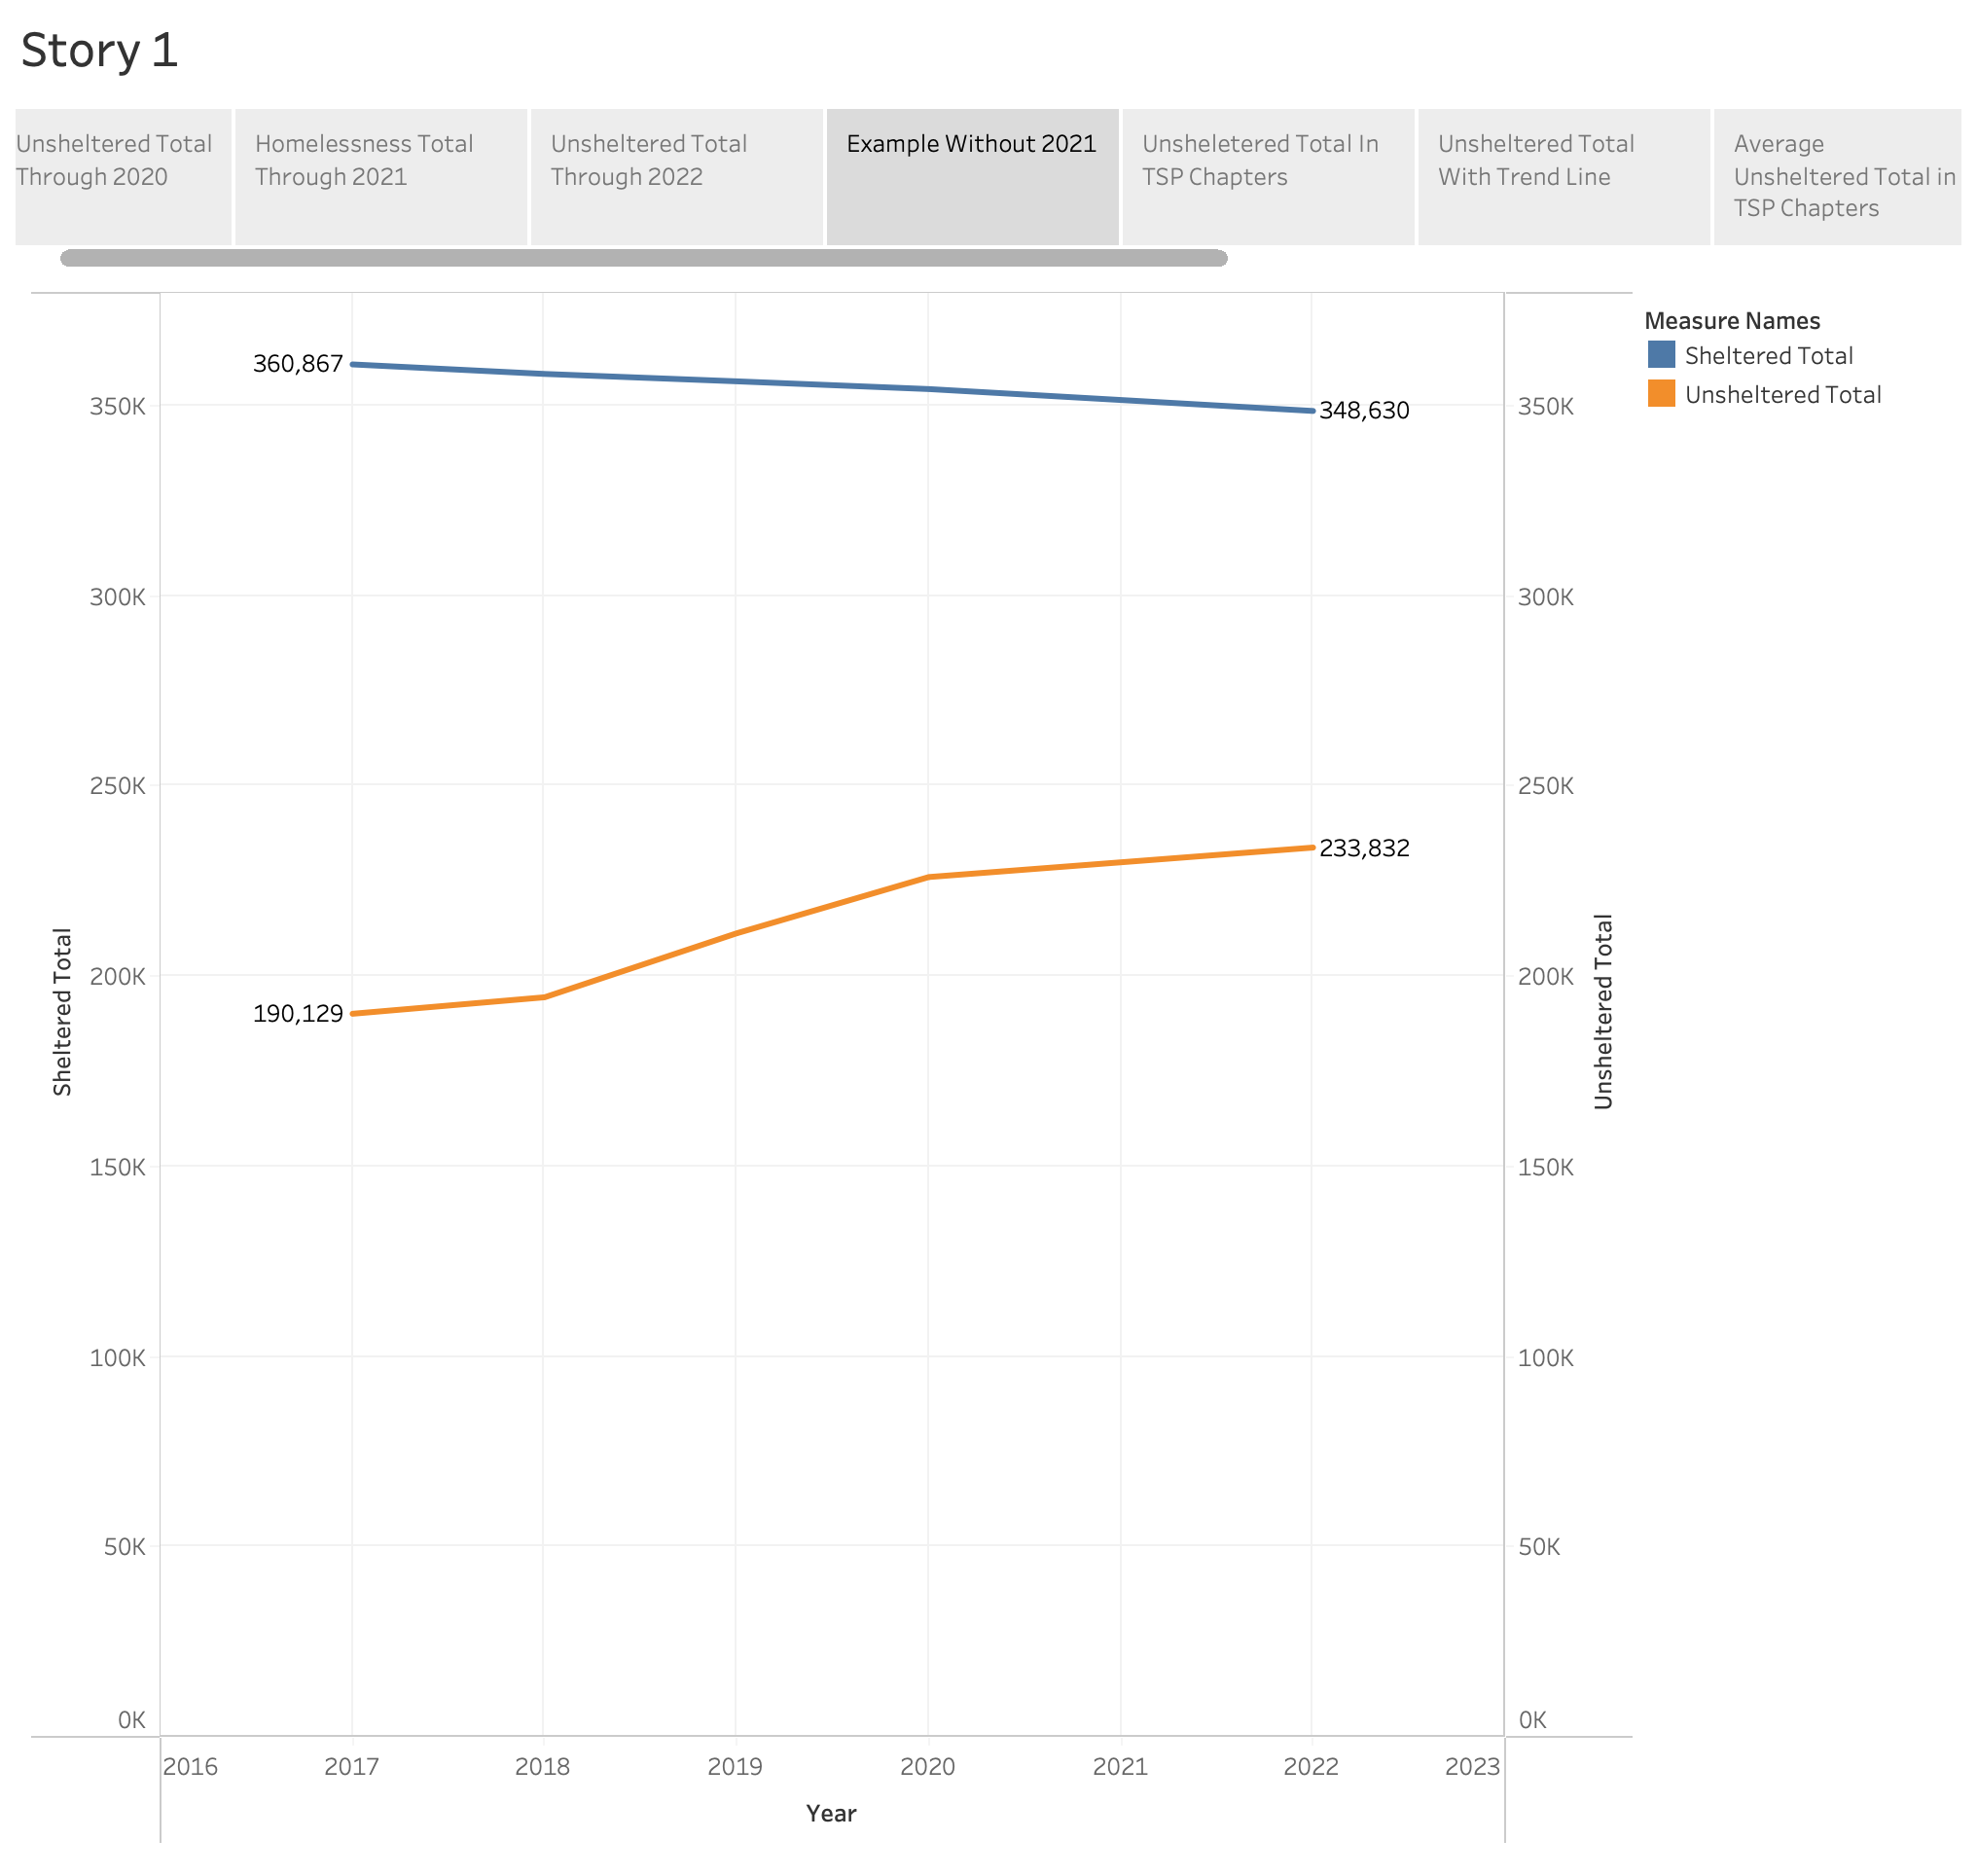 Story 1
Unsheltered Total
Through 2020
Homelessness Total
Through 2021
Unsheltered Total
Through 2022
Example Without 2021
Unsheletered Total In
TSP Chapters
Unsheltered Total
With Trend Line
Average
Unsheltered Total in
TSP Chapters
Measure Names
Sheltered Total
Unsheltered Total
360,867
348,630
233,832
190,129
Sheltered Total
350K
300K
250K
200K
150K
100K
50K
0K
350K
300K
250K
200K
150K
100K
50K
0K
Unsheltered Total
2016 2017 2018 2019 2020 2021 2022 2023
Year